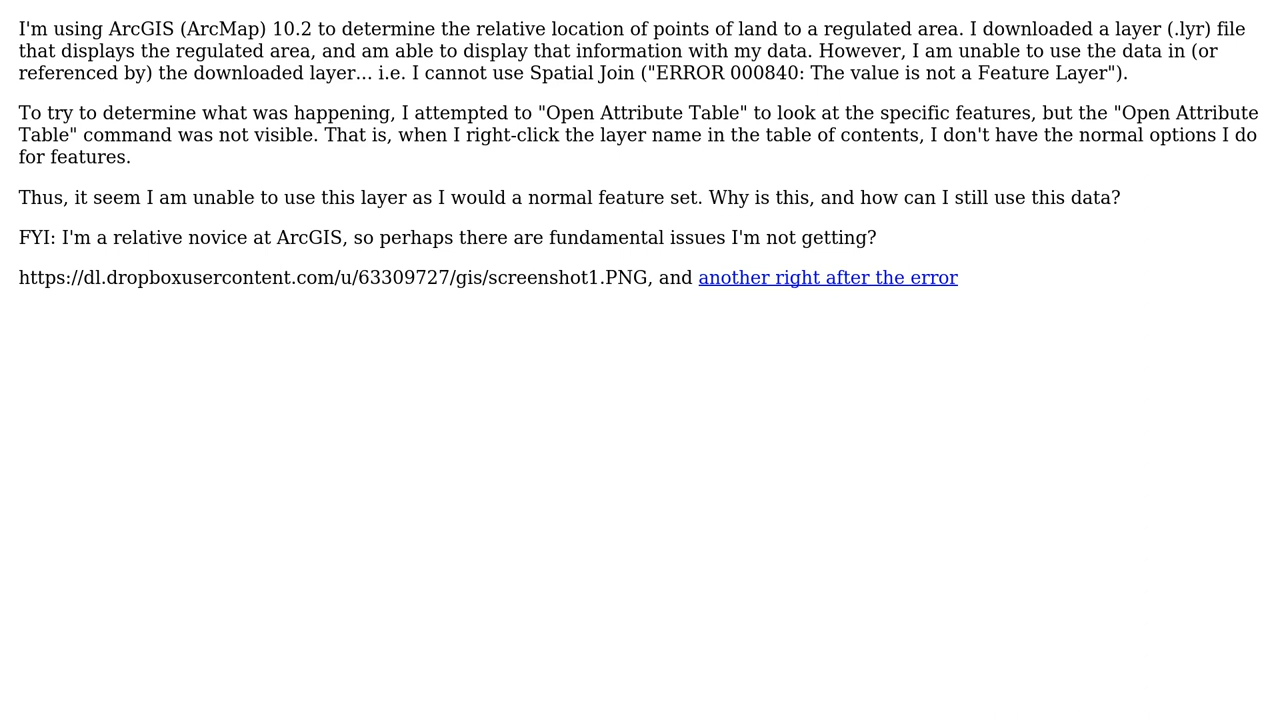 I'm using ArcGIS (ArcMap) 10.2 to determine the relative location of points of land to a regulated area. I downloaded a layer (.lyr) file
that displays the regulated area, and am able to display that information with my data. However, I am unable to use the data in (or
referenced by) the downloaded layer... i.e. I cannot use Spatial Join ("ERROR 000840: The value is not a Feature Layer").
To try to determine what was happening, I attempted to "Open Attribute Table" to look at the specific features, but the "Open Attribute
Table" command was not visible. That is, when I right-click the layer name in the table of contents, I don't have the normal options I do
for features.
Thus, it seem I am unable to use this layer as I would a normal feature set. Why is this, and how can I still use this data?
FYI: I'm a relative novice at ArcGIS, so perhaps there are fundamental issues I'm not getting?
https://dl.dropboxusercontent.com/u/63309727/gis/screenshot1.PNG, and another right after the error